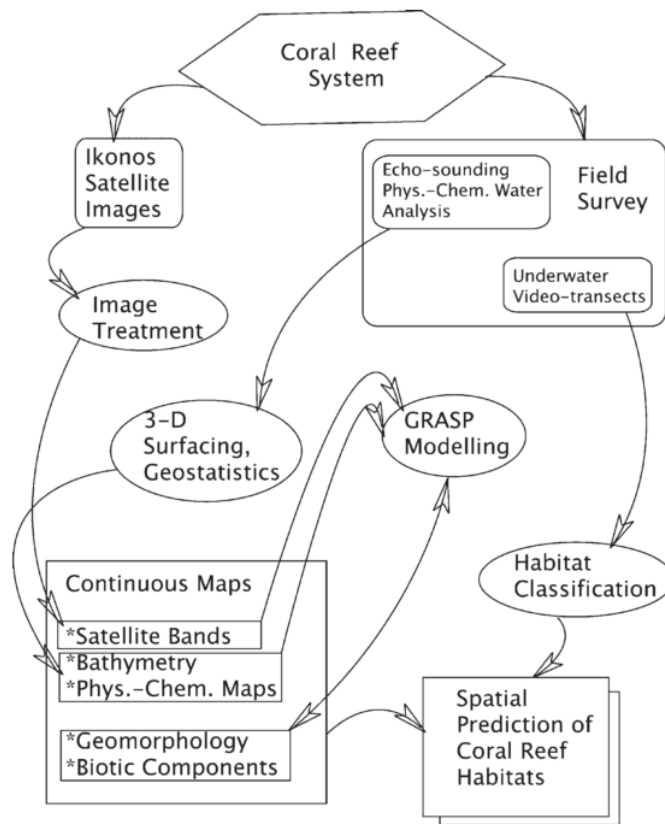 Coral Reef
System
Ikonos
Satellite
Images
Echo-sounding
Phys.-Chem. Water
Analysis
Field
Survey
Underwater
Video-transects
Image
Treatment
3-D
Surfacing,
Geostatistics
GRASP
Modelling
Habitat
Classification
Continuous Maps
*Satellite Bands
*Bathymetry
*Phys.-Chem. Maps
*Geomorphology
*Biotic Components
Spatial
Prediction of
Coral Reef
Habitats